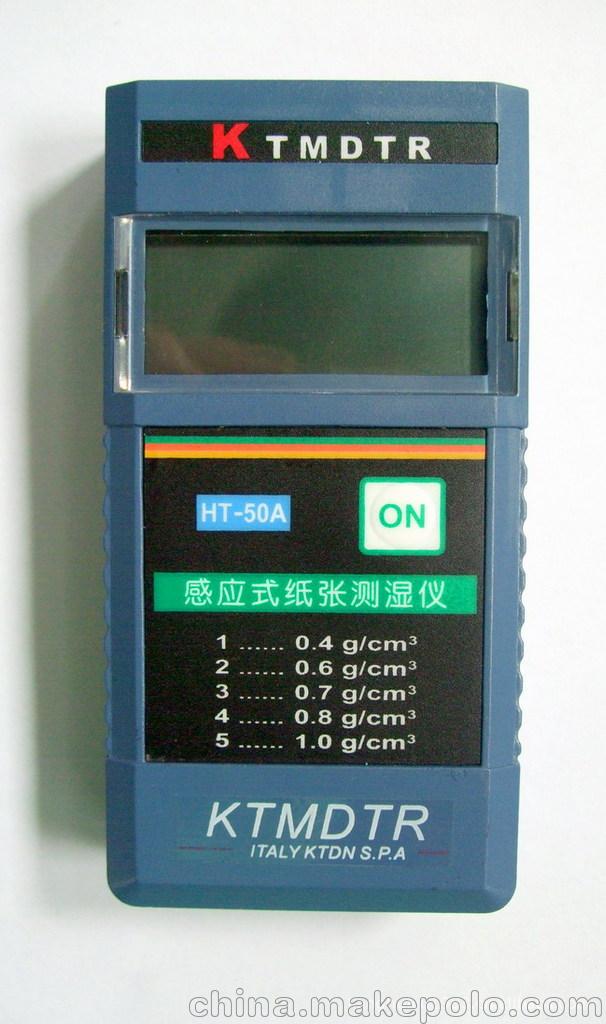 KTMDTR
HT-50A
ON
感应式纸张测湿仪
1 ...... 0.4 g/cm³
2 ...... 0.6 g/cm³
3 ...... 0.7 g/cm³
4 ...... 0.8 g/cm³
5 ...... 1.0 g/cm³
KTMDTR
ITALY KTDN S.P.A
china.makepolo.com